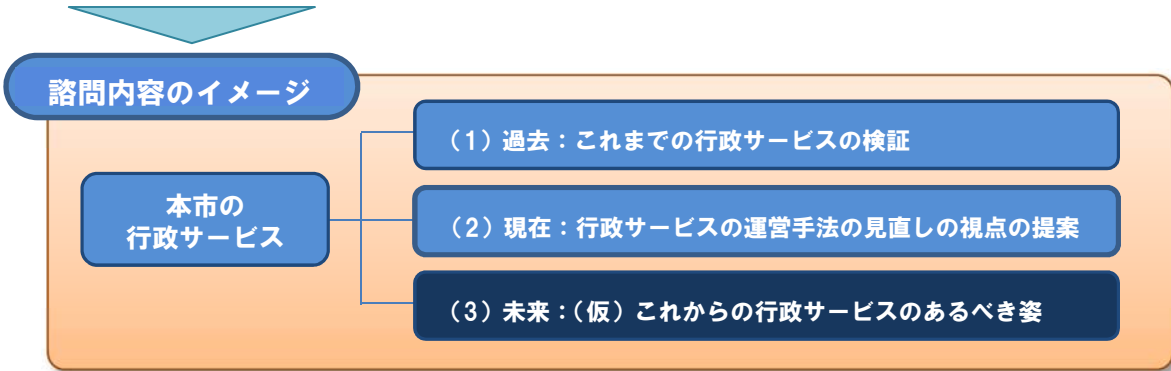 諮問内容のイメージ
(1)過去:これまでの行政サービスの検証
本市の
行政サービス
(2)現在:行政サービスの運営手法の見直しの視点の提案
(3)未来:(仮)これからの行政サービスのあるべき姿